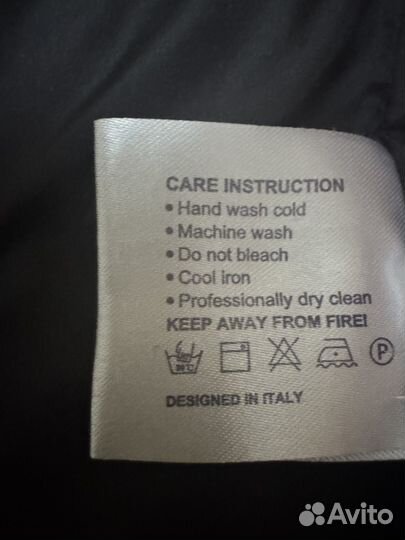 CARE INSTRUCTION
• Hand wash cold
• Machine wash
• Do not bleach
• Cool iron
• Professionally dry clean
KEEP AWAY FROM FIRE!
P
DESIGNED IN ITALY
Avito